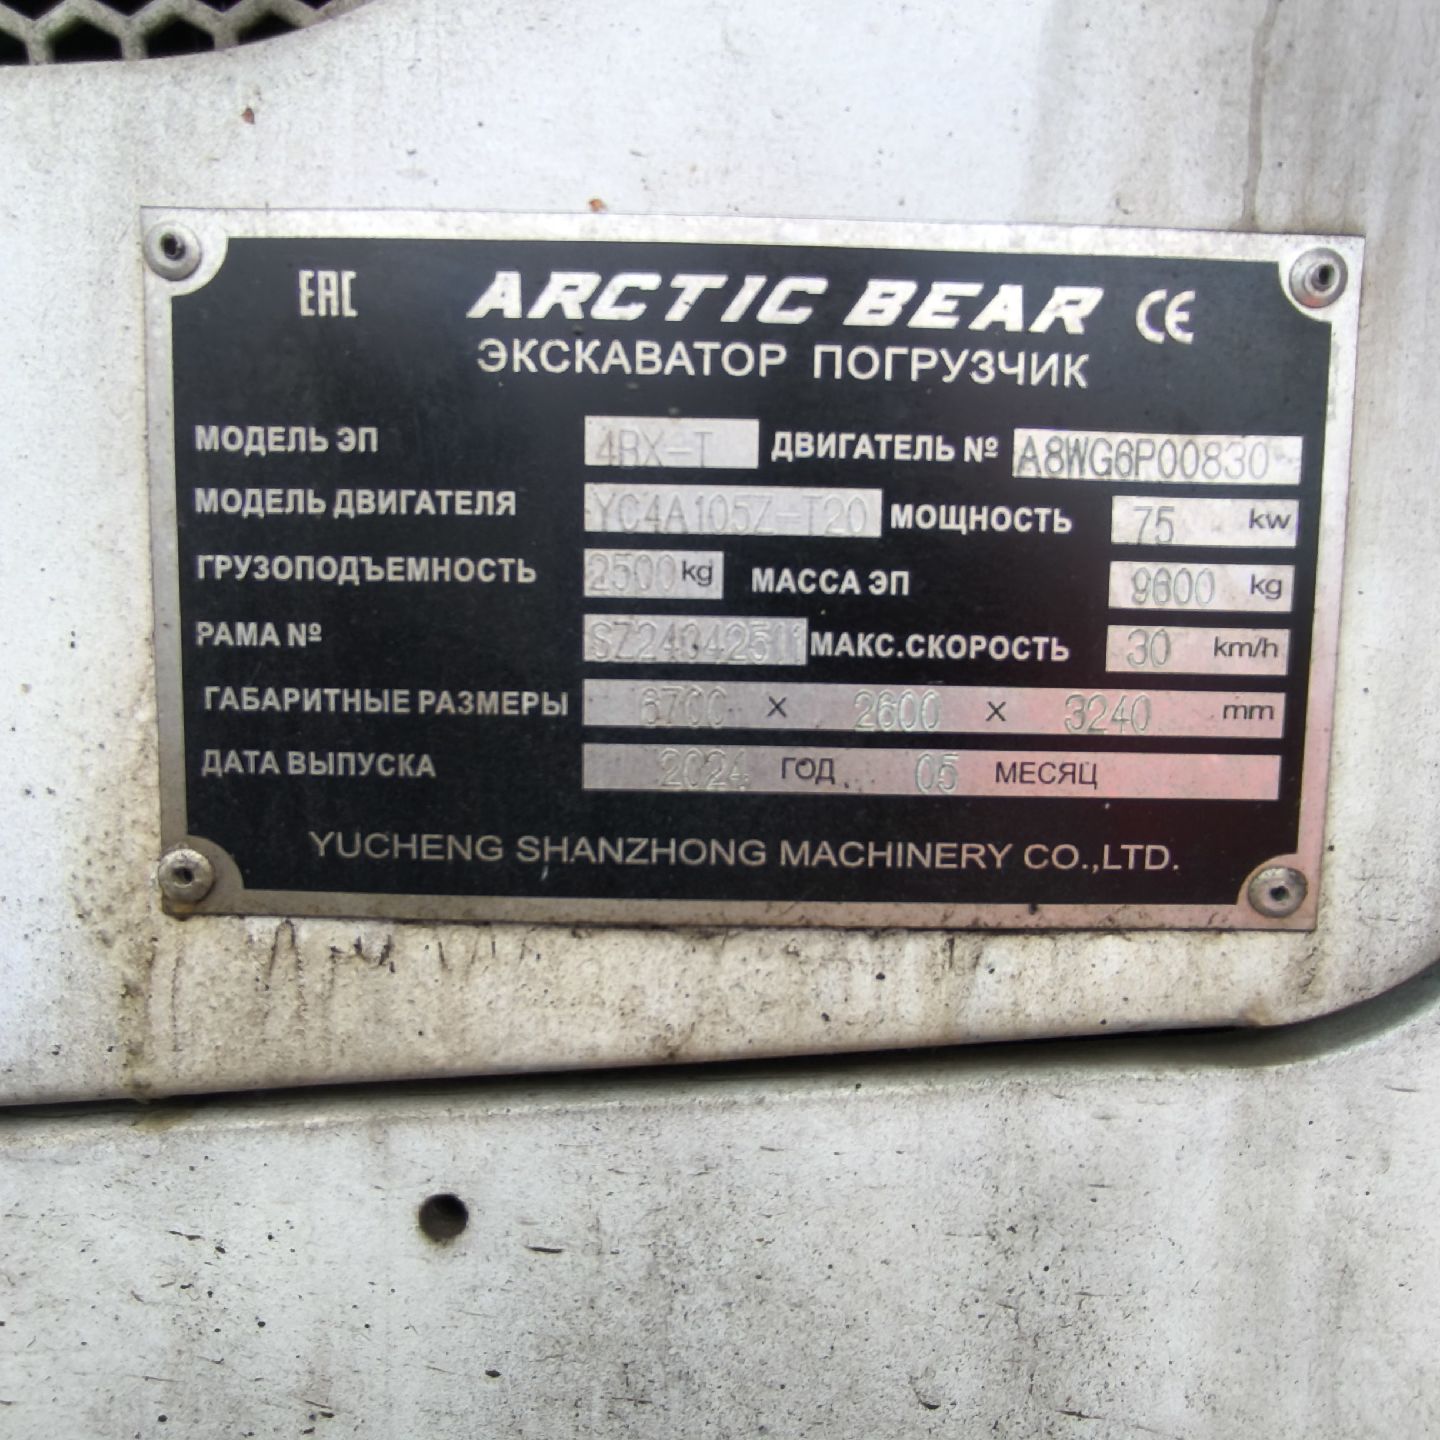 EAC ARCTIC BEAR CE
ЭКСКАВАТОР ПОГРУЗЧИК
МОДЕЛЬ ЭП 4BX-T ДВИГАТЕЛЬ № A8WG6P00830
МОДЕЛЬ ДВИГАТЕЛЯ YC4A105Z-T20 МОЩНОСТЬ 75 kw
ГРУЗОПОДЪЕМНОСТЬ 2500 kg МАССА ЭП 9600 kg
РАМА № SZ24042511 МАКС.СКОРОСТЬ 30 km/h
ГАБАРИТНЫЕ РАЗМЕРЫ 6700 × 2600 × 3240 mm
ДАТА ВЫПУСКА 2024 ГОД 05 МЕСЯЦ
YUCHENG SHANZHONG MACHINERY CO.,LTD.